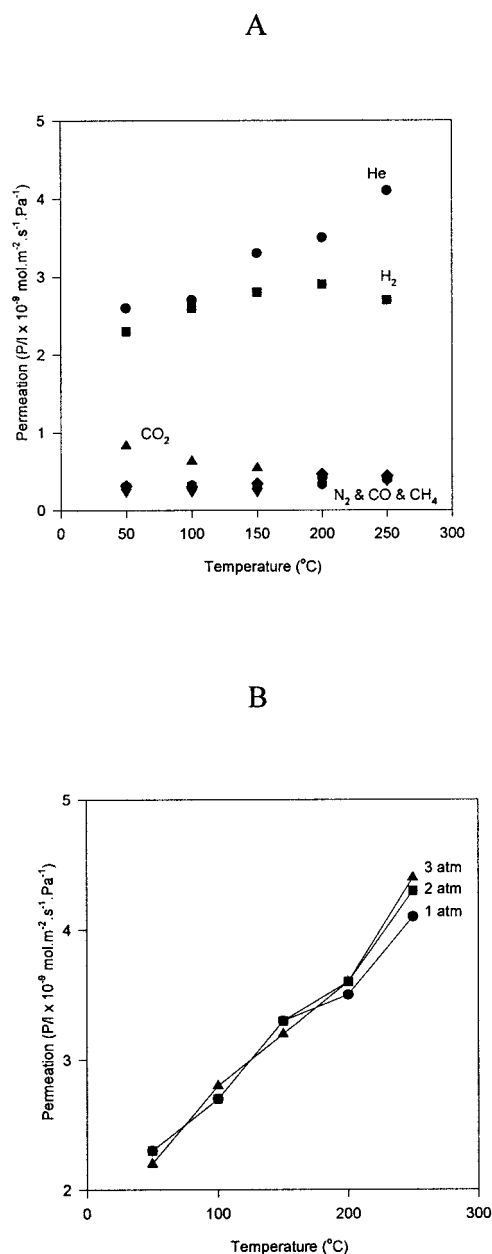 A
5
4
3
2
1
0
0
50
100
150
200
250
300
Permeation (P/l x 10⁻⁹ mol.m⁻².s⁻¹.Pa⁻¹)
Temperature (°C)
He
H₂
CO₂
N₂ & CO & CH₄
B
5
4
3
2
0
100
200
300
Permeation (P/l x 10⁻⁹ mol.m⁻².s⁻¹.Pa⁻¹)
Temperature (°C)
3 atm
2 atm
1 atm